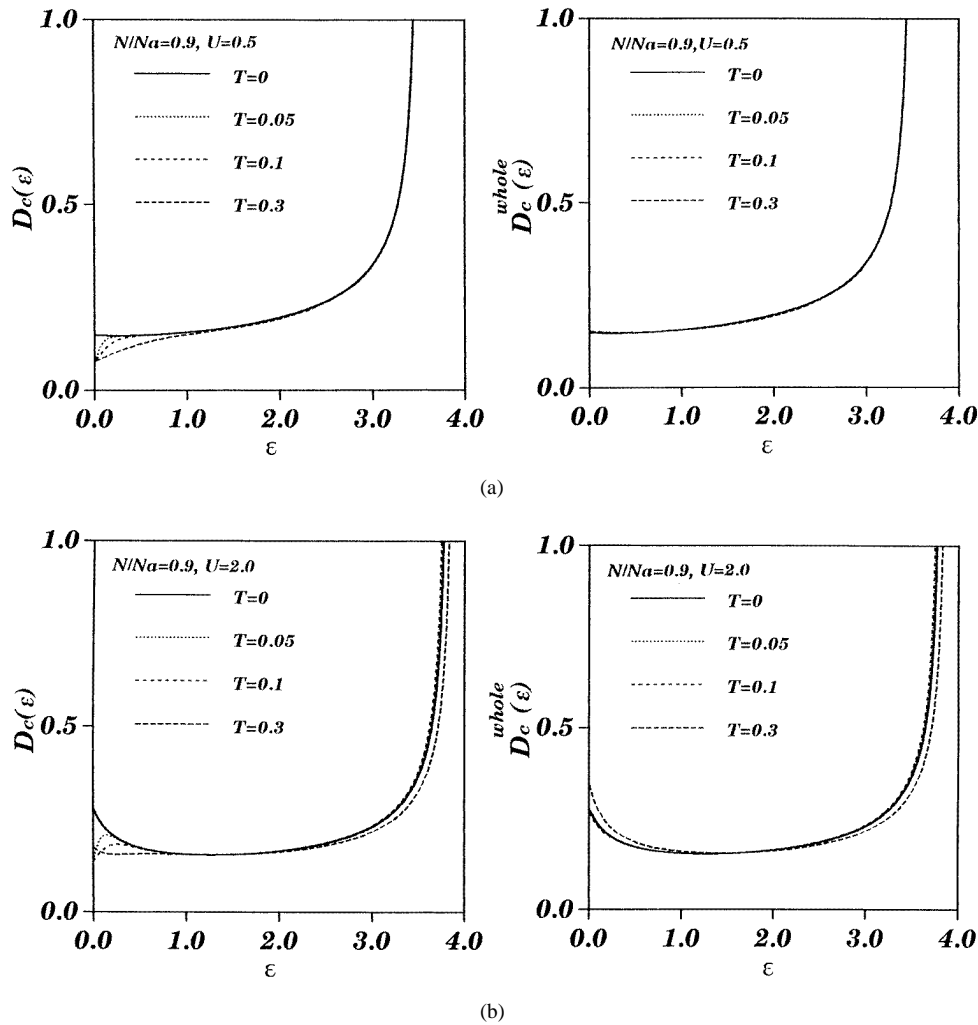 1.0
N/Na=0.9, U=0.5
T=0
T=0.05
T=0.1
T=0.3
Dc(ε)
0.5
0.0
0.0 1.0 2.0 3.0 4.0
ε
1.0
N/Na=0.9, U=0.5
T=0
T=0.05
T=0.1
T=0.3
whole
Dc (ε)
0.5
0.0
0.0 1.0 2.0 3.0 4.0
ε
(a)
1.0
N/Na=0.9, U=2.0
T=0
T=0.05
T=0.1
T=0.3
Dc(ε)
0.5
0.0
0.0 1.0 2.0 3.0 4.0
ε
1.0
N/Na=0.9, U=2.0
T=0
T=0.05
T=0.1
T=0.3
whole
Dc (ε)
0.5
0.0
0.0 1.0 2.0 3.0 4.0
ε
(b)